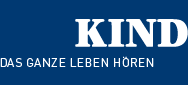 KIND
DAS GANZE LEBEN HÖREN